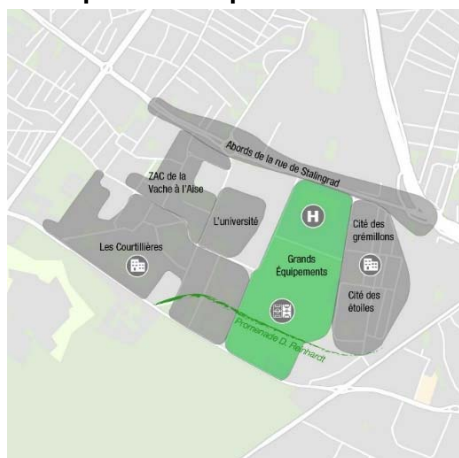 Abords de la rue de Stalingrad
ZAC de la
Vache à l'Aise
H
Cité des
grémillons
L'université
Les Courtillières
Grands
Équipements
Cité des
étoiles
Promenade D. Reinhardt